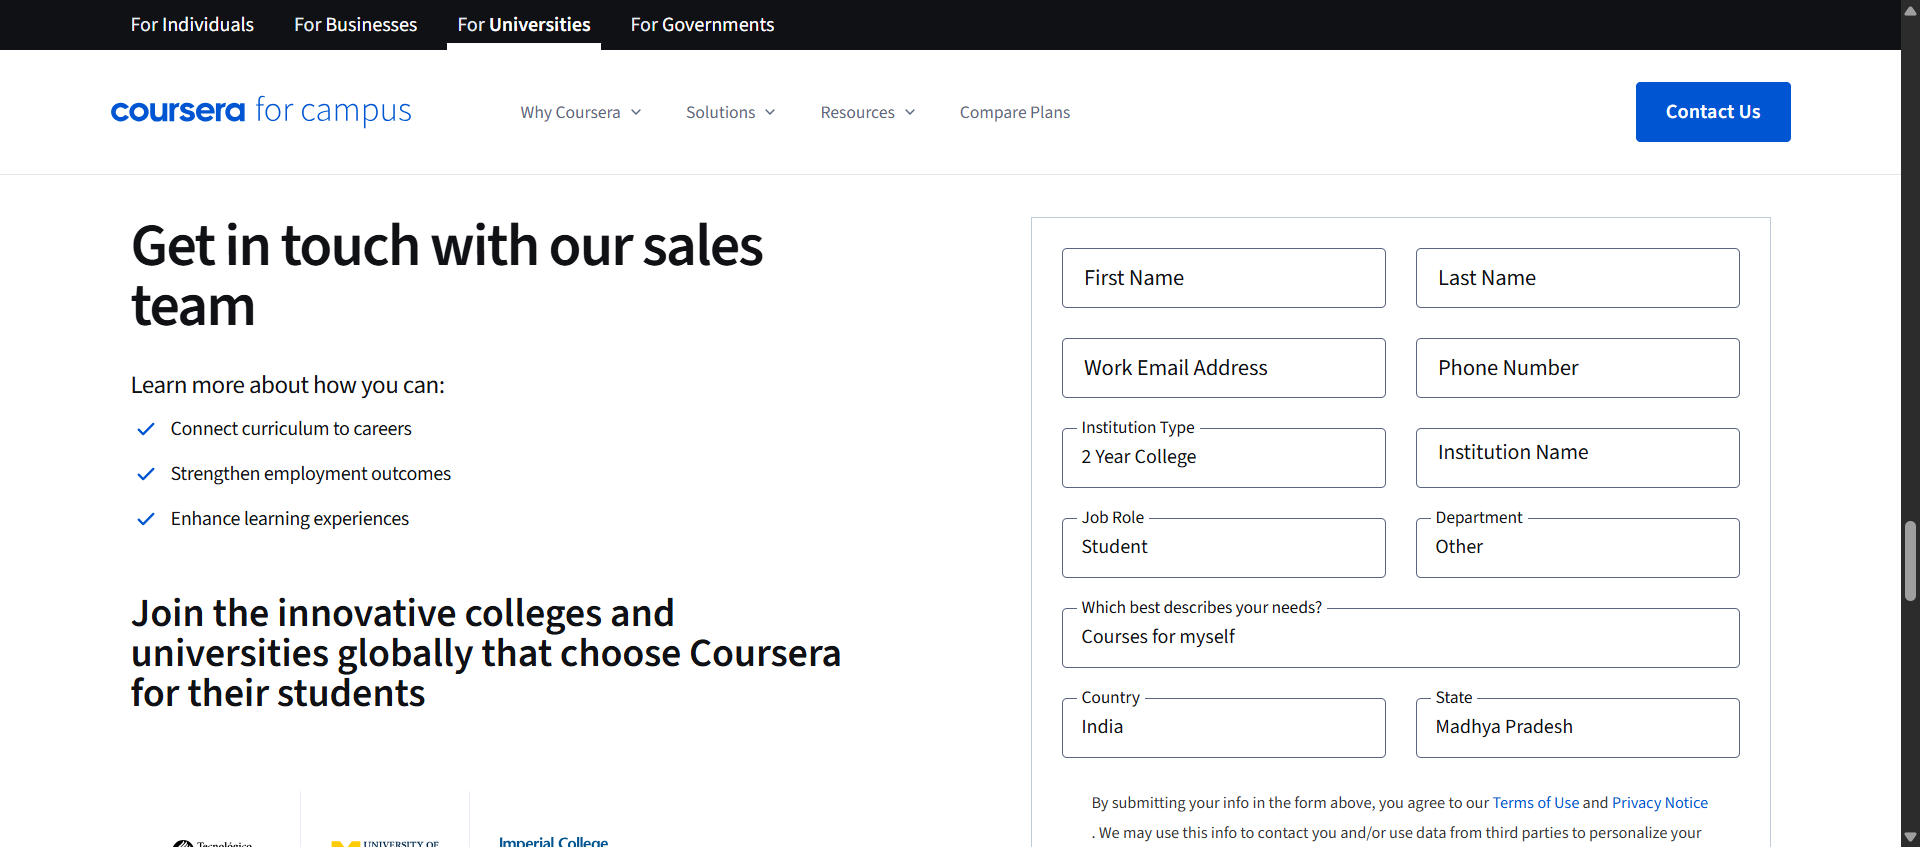 For Individuals
For Businesses
For Universities
For Governments
coursera for campus
Why Coursera
Solutions
Resources
Compare Plans
Contact Us
Get in touch with our sales
team
Learn more about how you can:
Connect curriculum to careers
Strengthen employment outcomes
Enhance learning experiences
Join the innovative colleges and
universities globally that choose Coursera
for their students
Tecnológico
UNIVERSITY OF
Imperial College
First Name
Last Name
Work Email Address
Phone Number
Institution Type
2 Year College
Institution Name
Job Role
Student
Department
Other
Which best describes your needs?
Courses for myself
Country
India
State
Madhya Pradesh
By submitting your info in the form above, you agree to our Terms of Use and Privacy Notice
. We may use this info to contact you and/or use data from third parties to personalize your